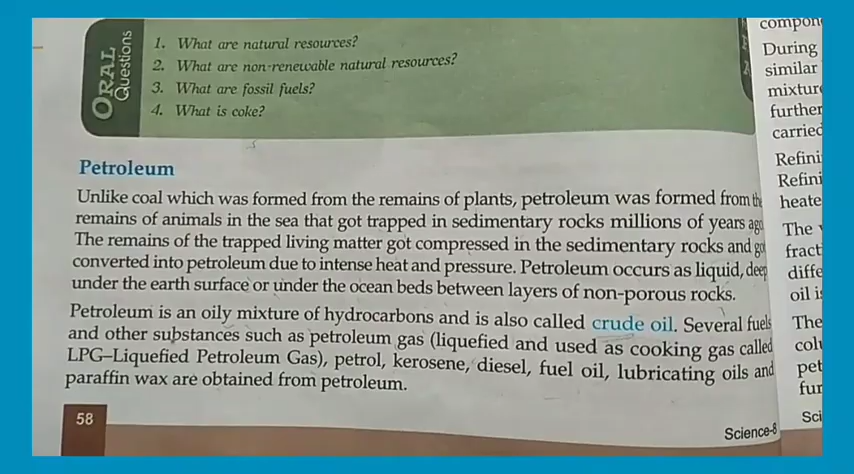 ORAL
Questions
1. What are natural resources?
2. What are non-renewable natural resources?
3. What are fossil fuels?
4. What is coke?
Petroleum
Unlike coal which was formed from the remains of plants, petroleum was formed from the
remains of animals in the sea that got trapped in sedimentary rocks millions of years ago.
The remains of the trapped living matter got compressed in the sedimentary rocks and got
converted into petroleum due to intense heat and pressure. Petroleum occurs as liquid, deep
under the earth surface or under the ocean beds between layers of non-porous rocks.
Petroleum is an oily mixture of hydrocarbons and is also called crude oil. Several fuels
and other substances such as petroleum gas (liquefied and used as cooking gas called
LPG–Liquefied Petroleum Gas), petrol, kerosene, diesel, fuel oil, lubricating oils and
paraffin wax are obtained from petroleum.
58
Science-8
During
similar
further
carried
The
The